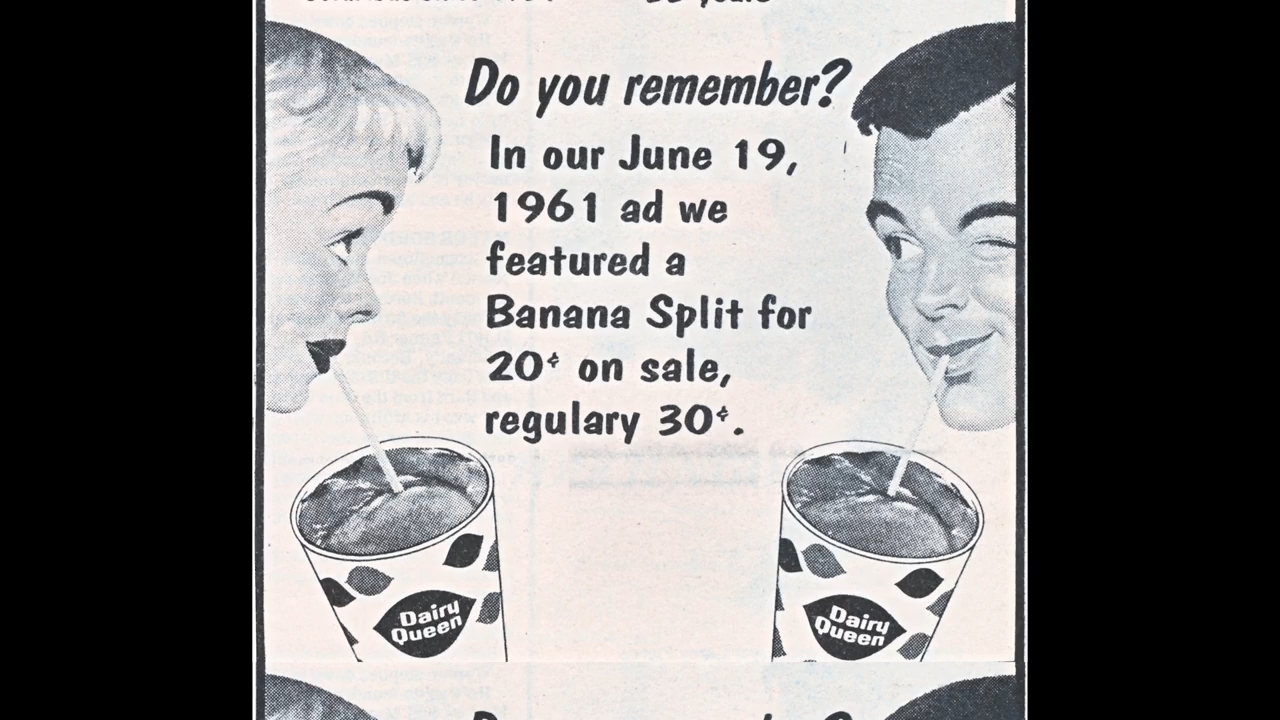 Do you remember?
In our June 19,
1961 ad we
featured a
Banana Split for
20¢ on sale,
regulary 30¢.
Dairy
Queen
Dairy
Queen